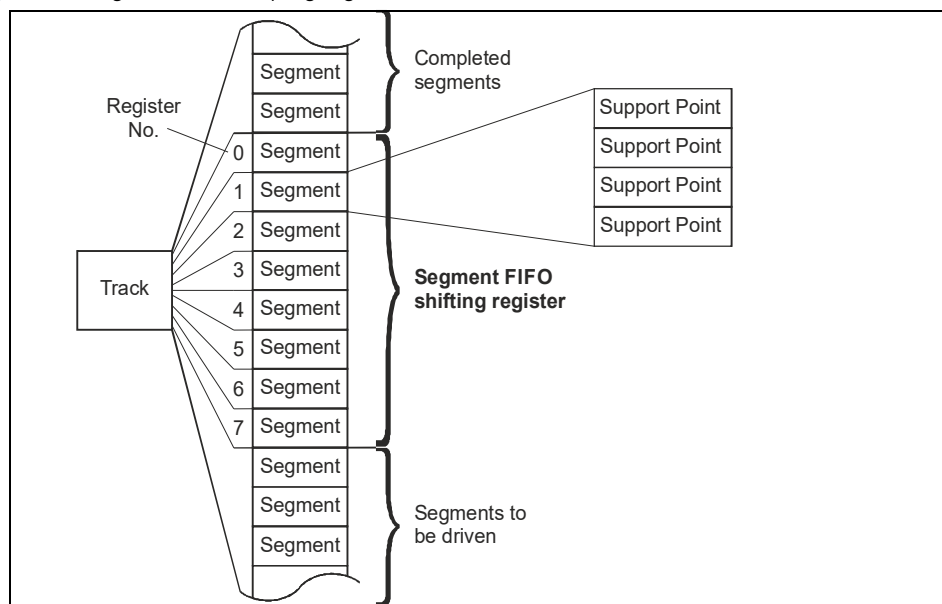 Segment
Segment
Completed
segments
Register
No.
0 Segment
1 Segment
2 Segment
3 Segment
4 Segment
5 Segment
6 Segment
7 Segment
Track
Segment FIFO
shifting register
Support Point
Support Point
Support Point
Support Point
Segment
Segment
Segment
Segments to
be driven